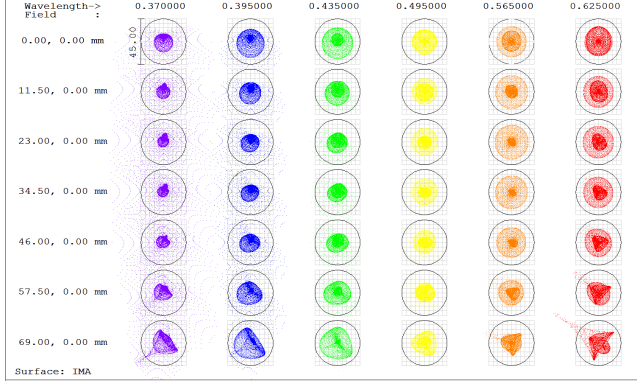 Wavelength-> 0.370000 0.395000 0.435000 0.495000 0.565000 0.625000
Field :
45.00
0.00, 0.00 mm
11.50, 0.00 mm
23.00, 0.00 mm
34.50, 0.00 mm
46.00, 0.00 mm
57.50, 0.00 mm
69.00, 0.00 mm
Surface: IMA